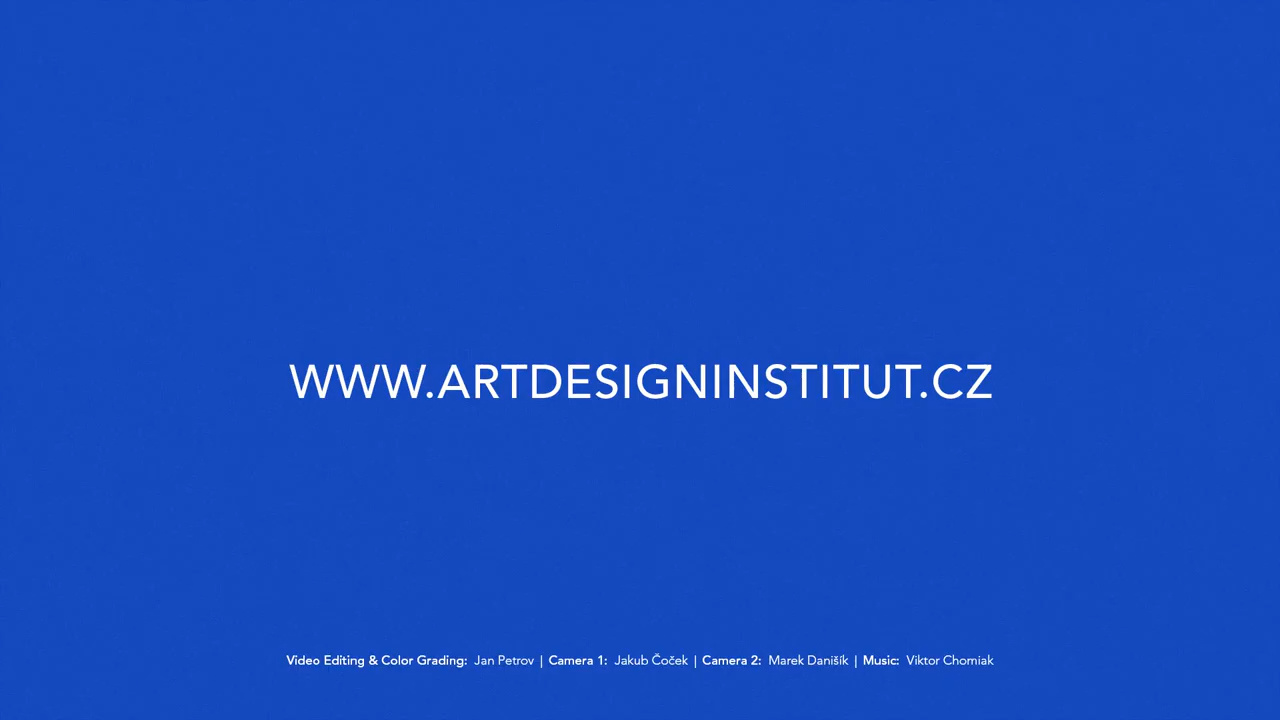 WWW.ARTDESIGNINSTITUT.CZ
Video Editing & Color Grading: Jan Petrov | Camera 1: Jakub Čoček | Camera 2: Marek Danišík | Music: Viktor Chomiak